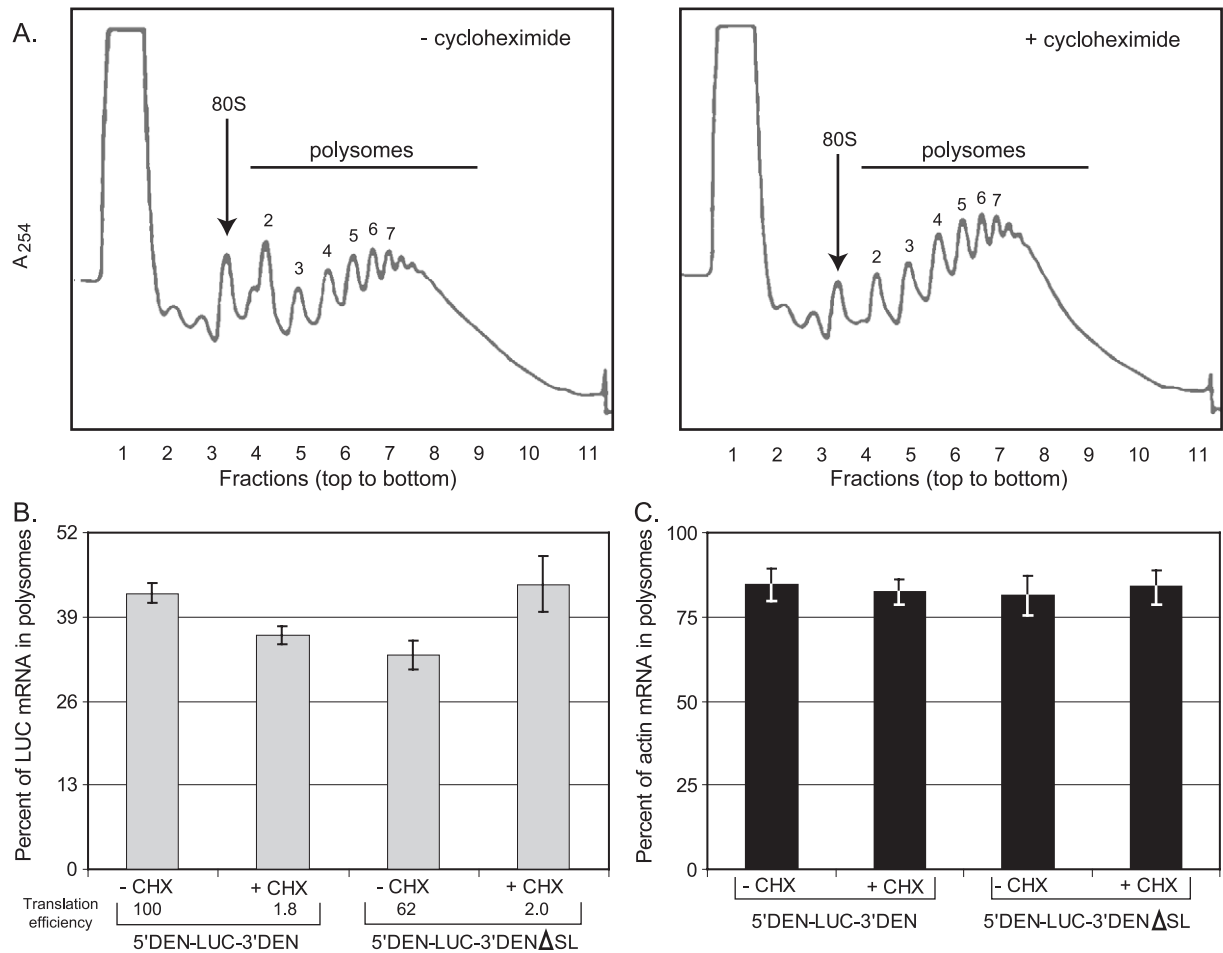 A.
- cycloheximide
80S
polysomes
2
3
4
5
6
7
A254
1 2 3 4 5 6 7 8 9 10 11
Fractions (top to bottom)
+ cycloheximide
80S
polysomes
2
3
4
5
6
7
1 2 3 4 5 6 7 8 9 10 11
Fractions (top to bottom)
B.
Percent of LUC mRNA in polysomes
52
39
26
13
0
- CHX + CHX - CHX + CHX
Translation
efficiency
100 1.8 62 2.0
5'DEN-LUC-3'DEN 5'DEN-LUC-3'DENΔSL
C.
Percent of actin mRNA in polysomes
100
75
50
25
0
- CHX + CHX - CHX + CHX
5'DEN-LUC-3'DEN 5'DEN-LUC-3'DENΔSL